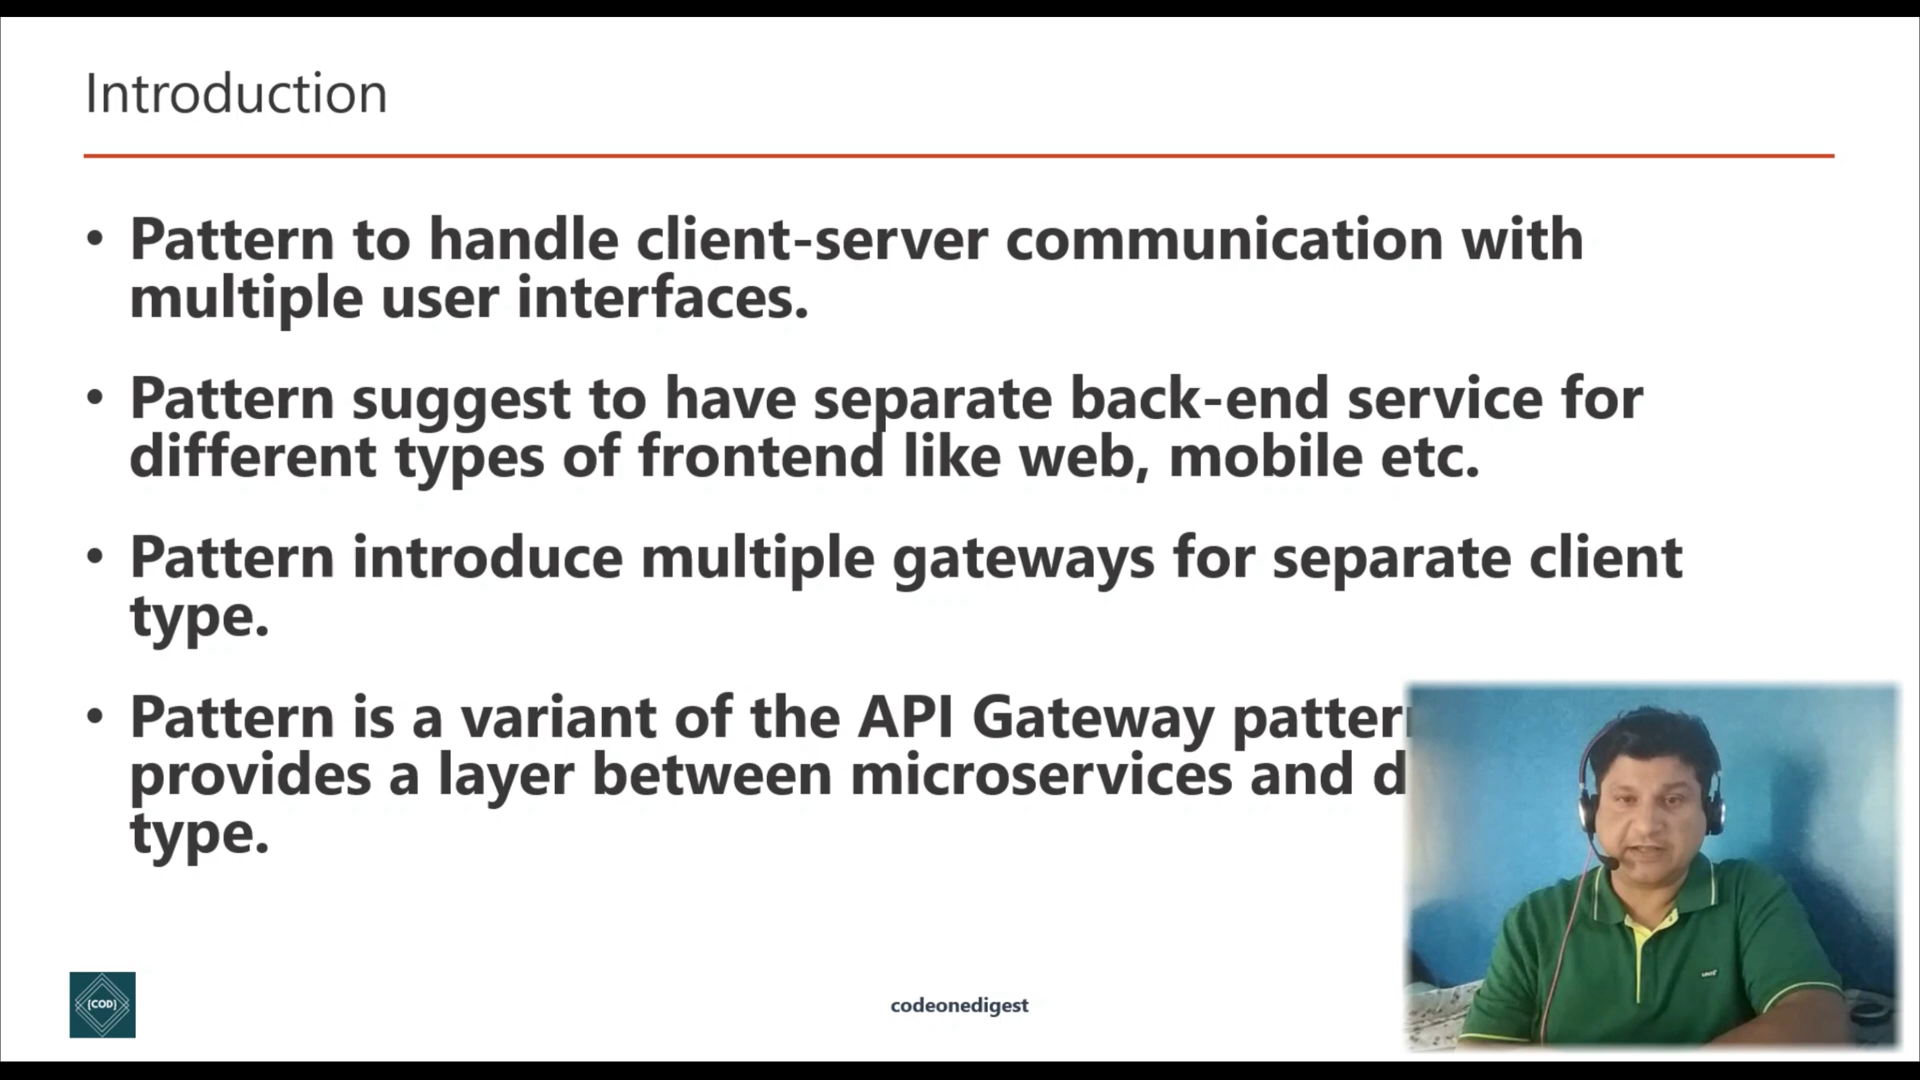 Introduction
• Pattern to handle client-server communication with
multiple user interfaces.
• Pattern suggest to have separate back-end service for
different types of frontend like web, mobile etc.
• Pattern introduce multiple gateways for separate client
type.
• Pattern is a variant of the API Gateway
provides a layer between microservices and
type.
{COD}
codeonedigest